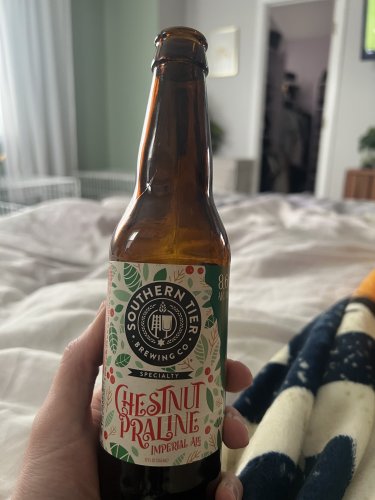 SOUTHERN TIER
BREWING CO
SPECIALTY
CHESTNUT
PRALINE
IMPERIAL ALE